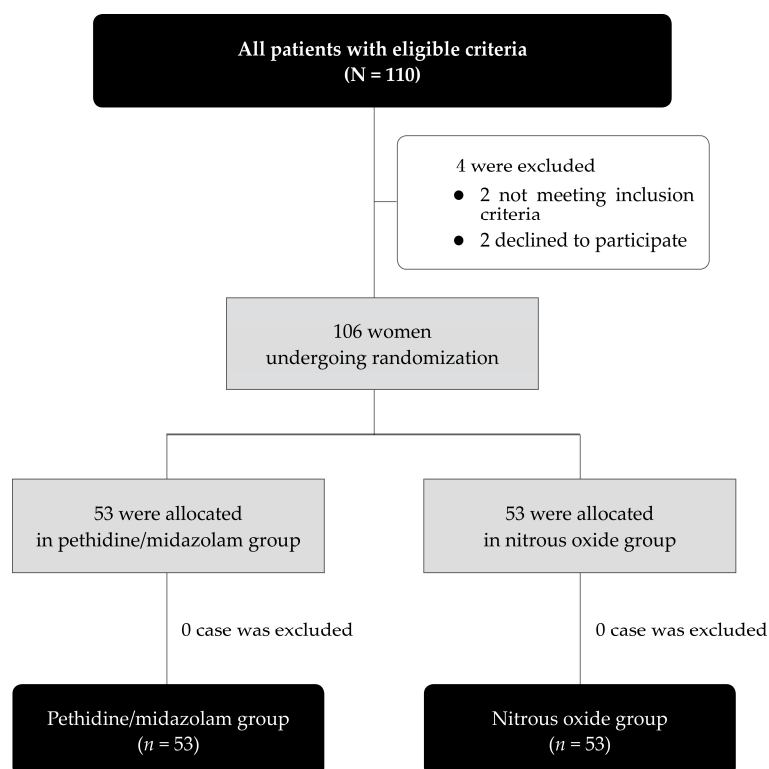 All patients with eligible criteria
(N = 110)
4 were excluded
● 2 not meeting inclusion
criteria
● 2 declined to participate
106 women
undergoing randomization
53 were allocated
in pethidine/midazolam group
53 were allocated
in nitrous oxide group
0 case was excluded
0 case was excluded
Pethidine/midazolam group
(n = 53)
Nitrous oxide group
(n = 53)